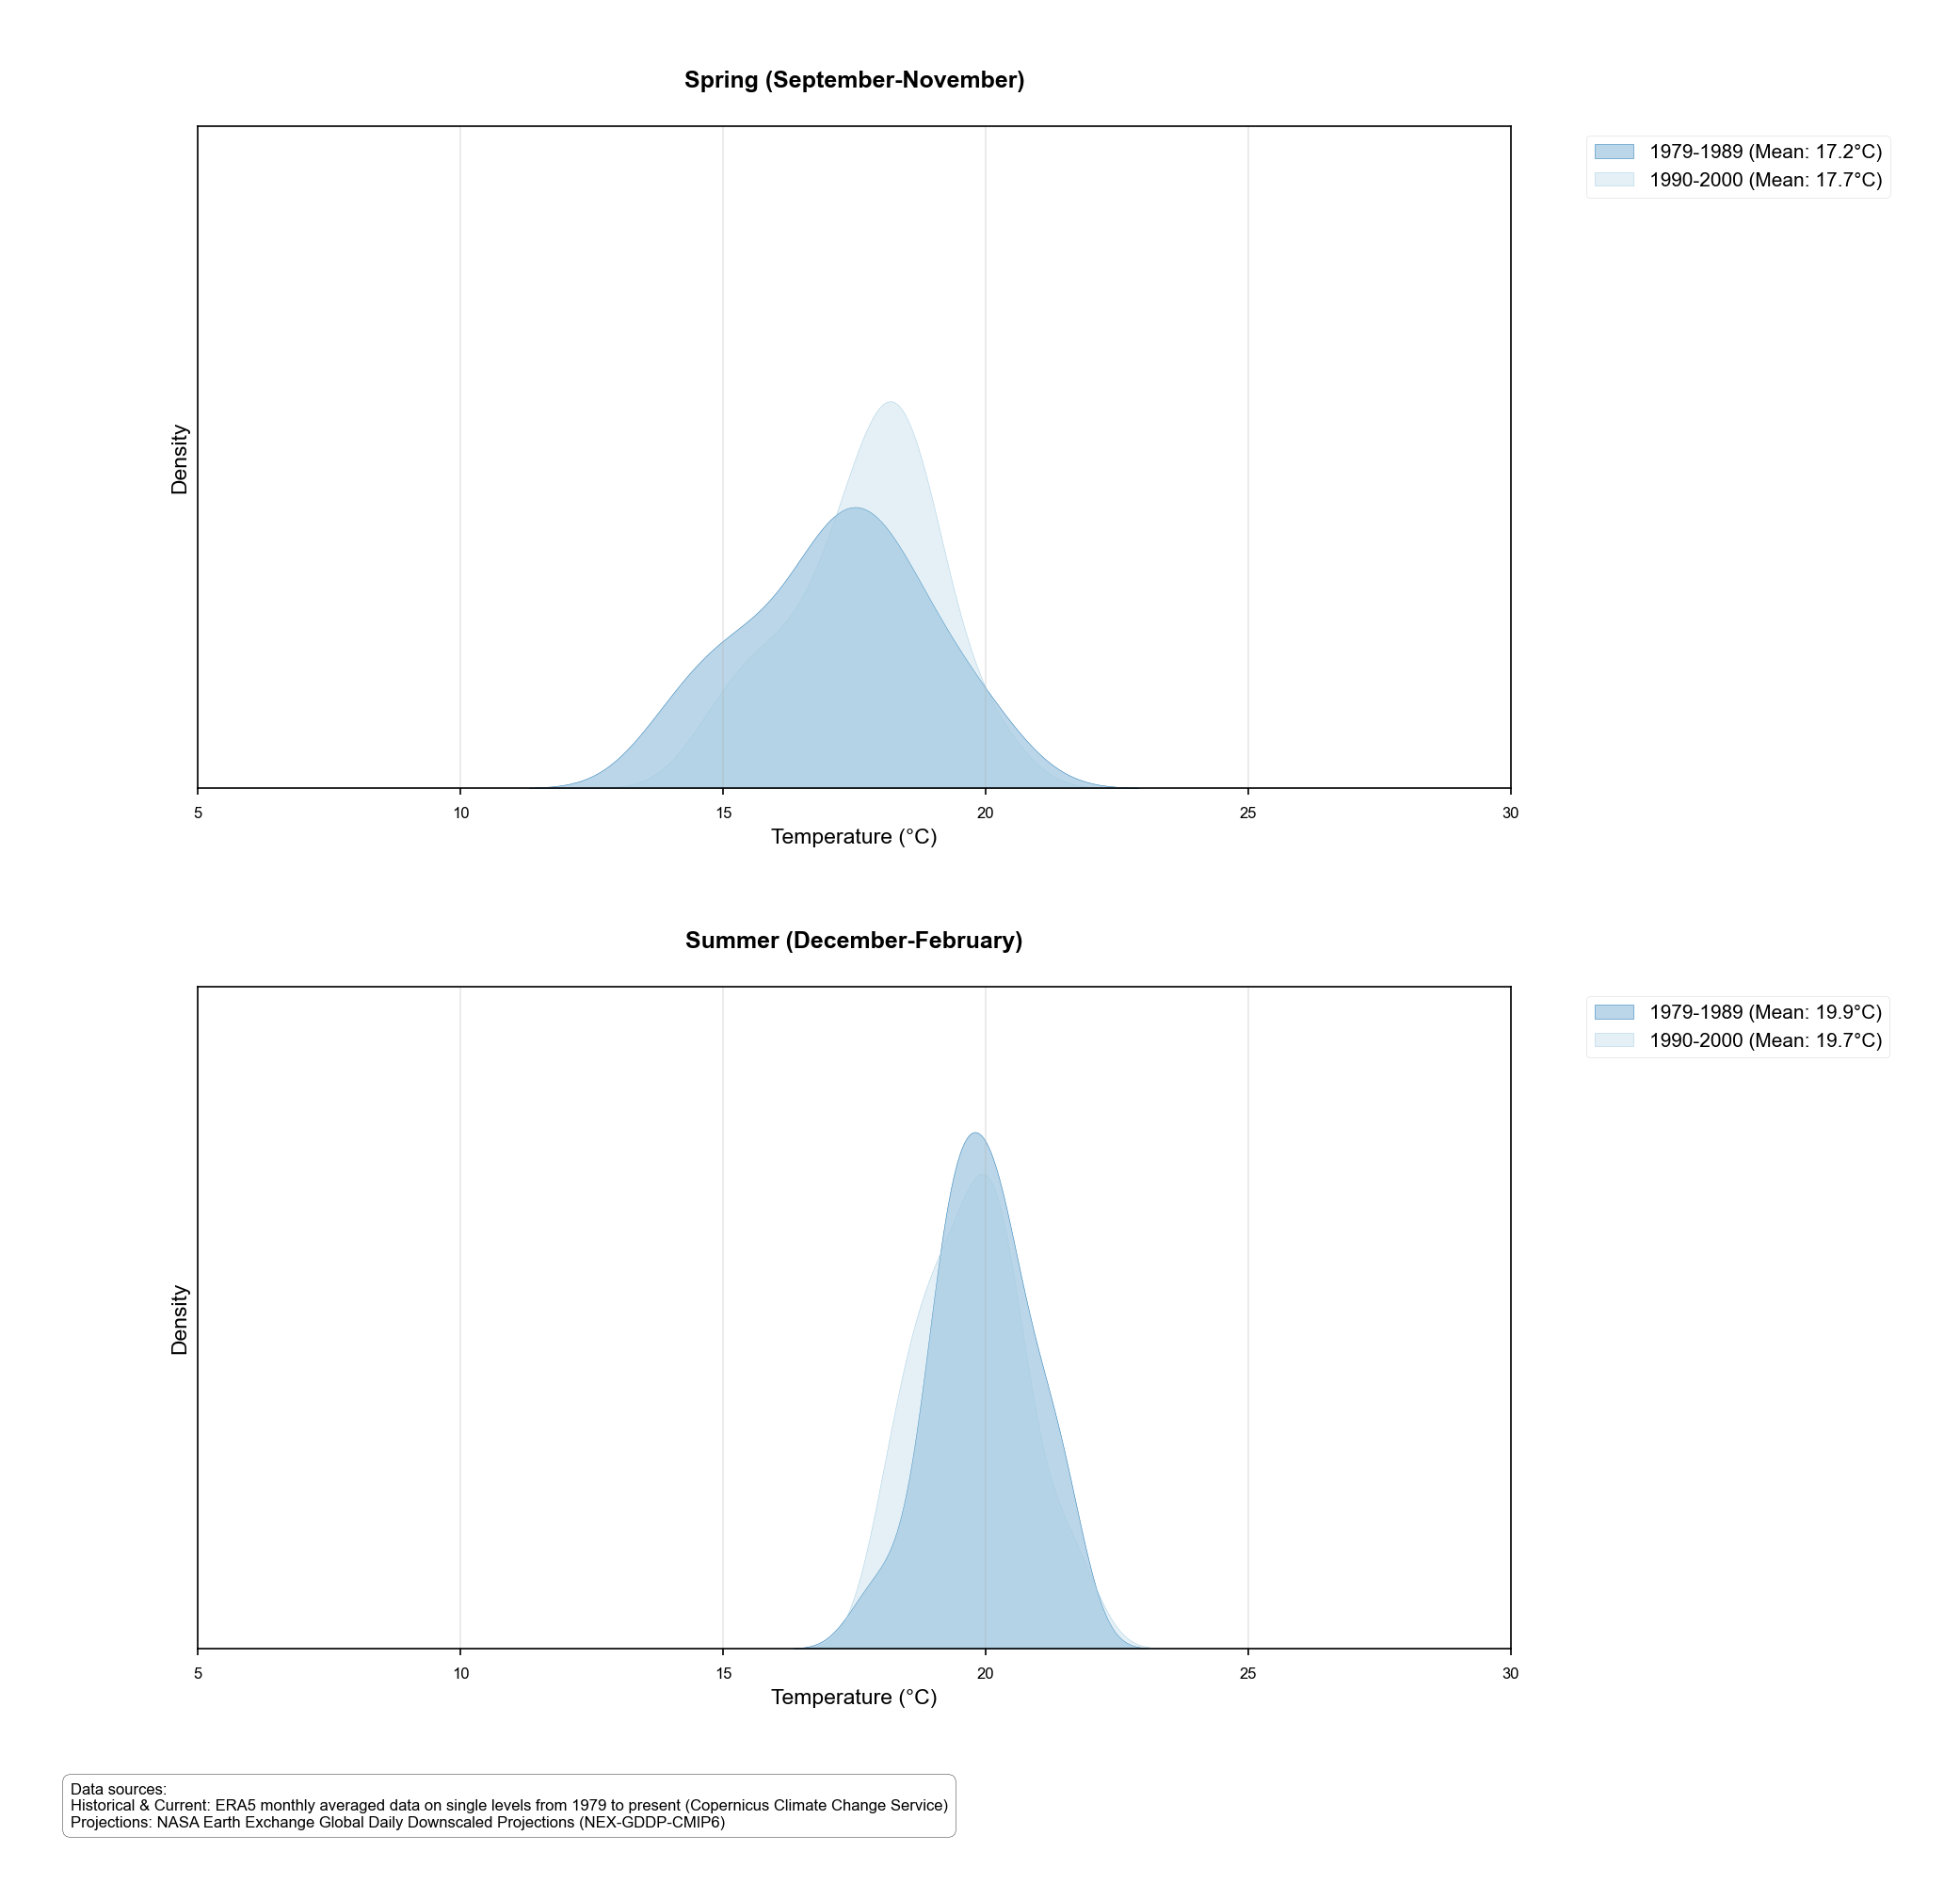 Spring (September-November)
1979-1989 (Mean: 17.2°C)
1990-2000 (Mean: 17.7°C)
Density
5 10 15 20 25 30
Temperature (°C)
Summer (December-February)
1979-1989 (Mean: 19.9°C)
1990-2000 (Mean: 19.7°C)
Density
5 10 15 20 25 30
Temperature (°C)
Data sources:
Historical & Current: ERA5 monthly averaged data on single levels from 1979 to present (Copernicus Climate Change Service)
Projections: NASA Earth Exchange Global Daily Downscaled Projections (NEX-GDDP-CMIP6)